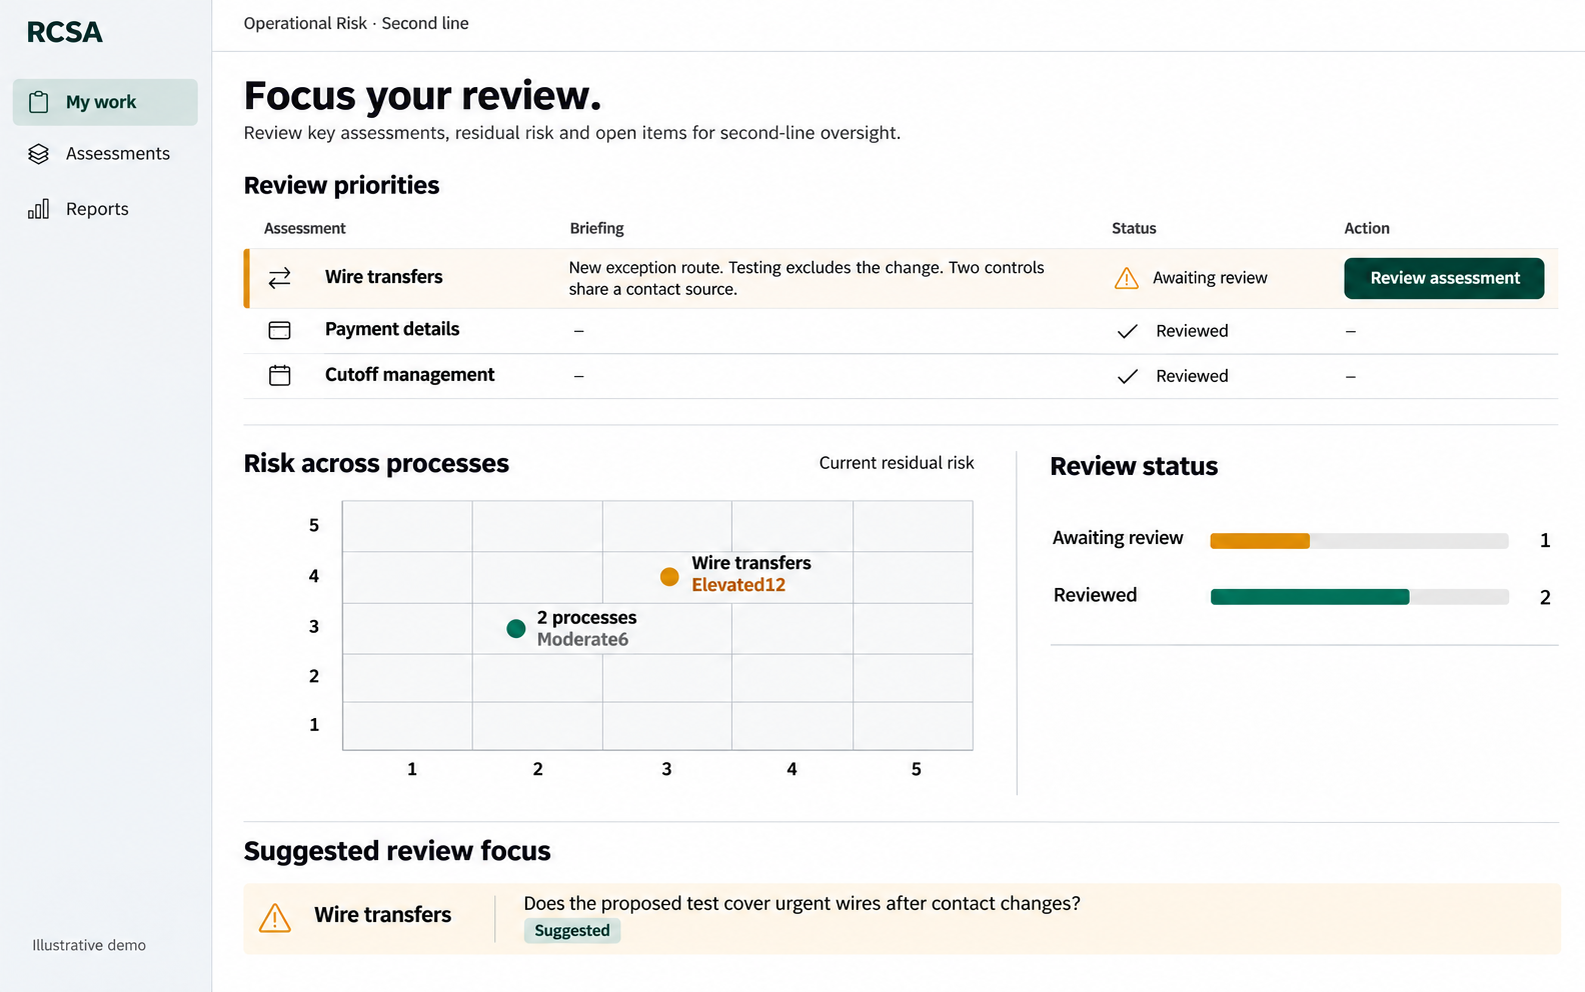 RCSA
My work
Assessments
Reports
Illustrative demo
Operational Risk · Second line
Focus your review.
Review key assessments, residual risk and open items for second-line oversight.
Review priorities
Assessment Briefing Status Action
Wire transfers
New exception route. Testing excludes the change. Two controls
share a contact source.
Awaiting review
Review assessment
Payment details – Reviewed –
Cutoff management – Reviewed –
Risk across processes
Current residual risk
5
4
3
2
1
Wire transfers
Elevated12
2 processes
Moderate6
1 2 3 4 5
Review status
Awaiting review 1
Reviewed 2
Suggested review focus
Wire transfers
Does the proposed test cover urgent wires after contact changes?
Suggested